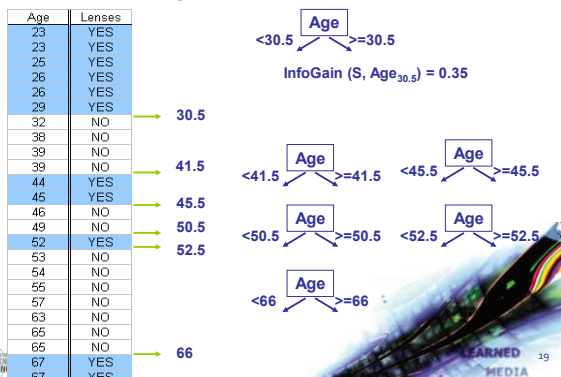 Age Lenses
23 YES
23 YES
25 YES
26 YES
26 YES
29 YES
32 NO
38 NO
39 NO
39 NO
44 YES
45 YES
46 NO
49 NO
52 YES
53 NO
54 NO
55 NO
57 NO
63 NO
65 NO
65 NO
67 YES
67 YES
30.5
41.5
45.5
50.5
52.5
66
Age
<30.5 >=30.5
InfoGain (S, Age30.5) = 0.35
Age
<41.5 >=41.5
Age
<45.5 >=45.5
Age
<50.5 >=50.5
Age
<52.5 >=52.5
Age
<66 >=66
LEARNED
MEDIA
19